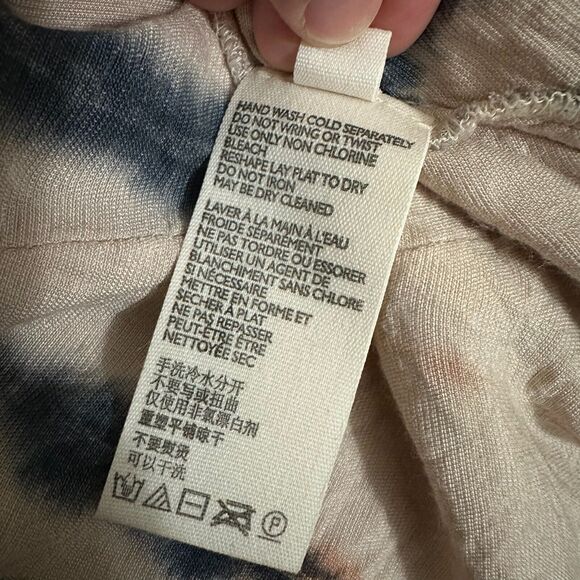 HAND WASH COLD SEPARATELY
DO NOT WRING OR TWIST
USE ONLY NON CHLORINE
BLEACH
RESHAPE LAY FLAT TO DRY
DO NOT IRON
MAY BE DRY CLEANED
LAVER À LA MAIN À L'EAU
FROIDE SÉPARÉMENT
NE PAS TORDRE OU ESSORER
UTILISER UN AGENT DE
BLANCHIMENT SANS CHLORE
SI NÉCESSAIRE
METTRE EN FORME ET
SÉCHER À PLAT
NE PAS REPASSER
PEUT-ÊTRE ÊTRE
NETTOYÉE SEC
手洗冷水分开
不要写或扭曲
仅使用非氯漂白剂
重塑平铺晾干
不要熨烫
可以干洗
P